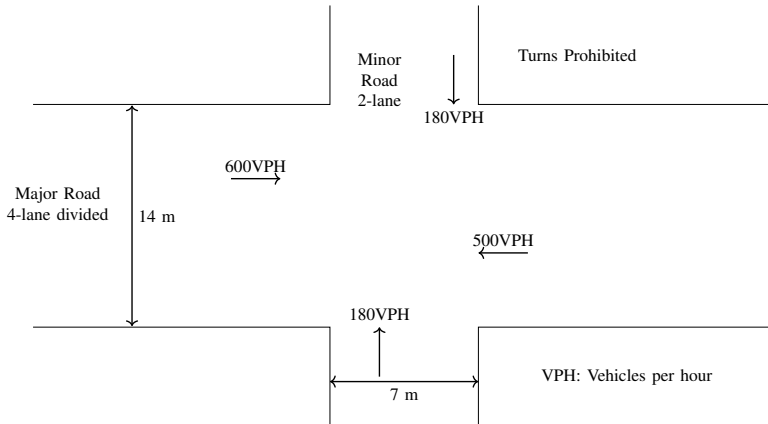 Minor
Road
2-lane
Turns Prohibited
180VPH
600VPH
Major Road
4-lane divided
14 m
500VPH
180VPH
VPH: Vehicles per hour
7 m